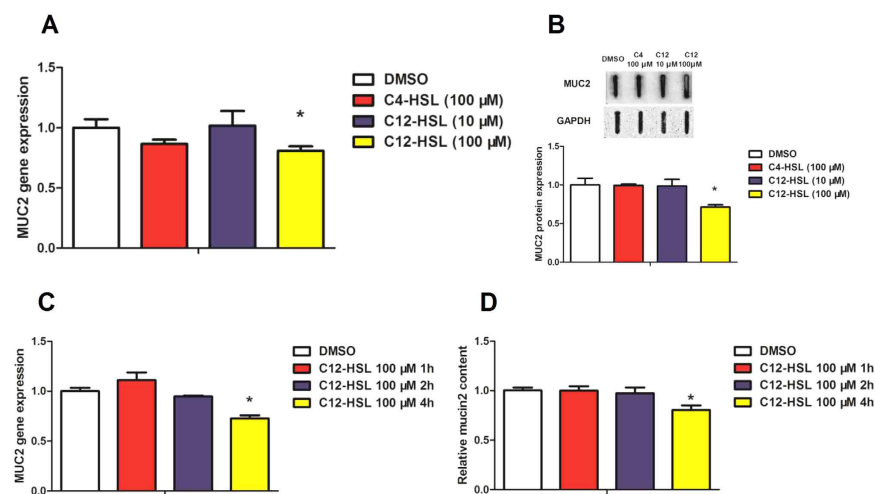 A
MUC2 gene expression
1.5
1.0
0.5
0.0
DMSO
C4-HSL (100 µM)
C12-HSL (10 µM)
C12-HSL (100 µM)
*
B
DMSO C4 100 µM C12 10 µM C12 100µM
MUC2
GAPDH
MUC2 protein expression
1.5
1.0
0.5
0.0
DMSO
C4-HSL (100 µM)
C12-HSL (10 µM)
C12-HSL (100 µM)
*
C
MUC2 gene expression
1.5
1.0
0.5
0.0
DMSO
C12-HSL 100 µM 1h
C12-HSL 100 µM 2h
C12-HSL 100 µM 4h
*
D
Relative mucin2 content
1.5
1.0
0.5
0.0
DMSO
C12-HSL 100 µM 1h
C12-HSL 100 µM 2h
C12-HSL 100 µM 4h
*